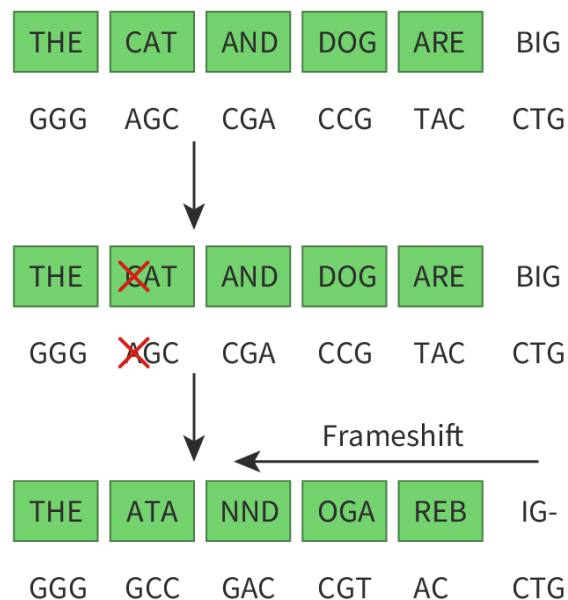 THE CAT AND DOG ARE BIG
GGG AGC CGA CCG TAC CTG
THE CAT AND DOG ARE BIG
GGG AGC CGA CCG TAC CTG
Frameshift
THE ATA NND OGA REB IG-
GGG GCC GAC CGT AC CTG